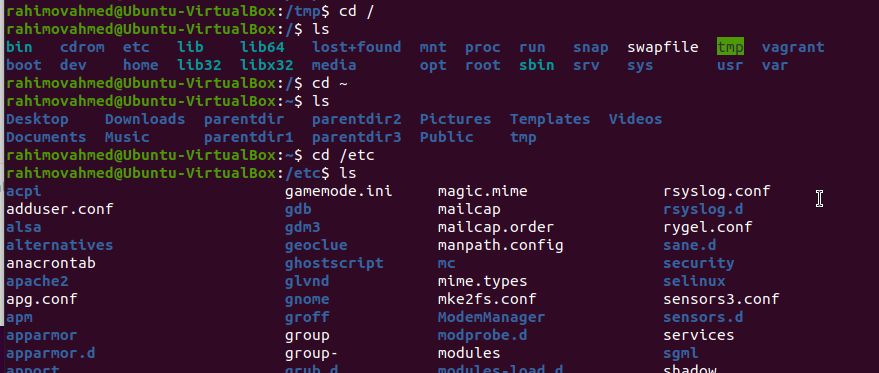 rahimovahmed@Ubuntu-VirtualBox:/tmp$ cd /
rahimovahmed@Ubuntu-VirtualBox:/$ ls
bin cdrom etc lib lib64 lost+found mnt proc run snap swapfile tmp vagrant
boot dev home lib32 libx32 media opt root sbin srv sys usr var
rahimovahmed@Ubuntu-VirtualBox:/$ cd ~
rahimovahmed@Ubuntu-VirtualBox:~$ ls
Desktop Downloads parentdir parentdir2 Pictures Templates Videos
Documents Music parentdir1 parentdir3 Public tmp
rahimovahmed@Ubuntu-VirtualBox:~$ cd /etc
rahimovahmed@Ubuntu-VirtualBox:/etc$ ls
acpi gamemode.ini magic.mime rsyslog.conf
adduser.conf gdb mailcap rsyslog.d
alsa gdm3 mailcap.order rygel.conf
alternatives geoclue manpath.config sane.d
anacrontab ghostscript mc security
apache2 glvnd mime.types selinux
apg.conf gnome mke2fs.conf sensors3.conf
apm groff ModemManager sensors.d
apparmor group modprobe.d services
apparmor.d group- modules sgml
apport grub.d modules-load.d shadow